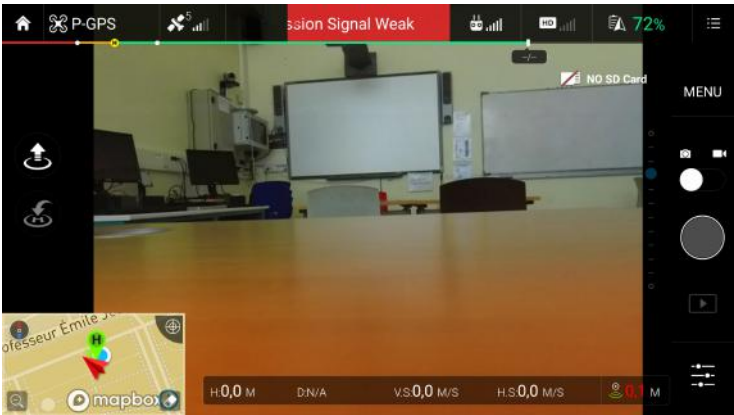 P-GPS
5
ssion Signal Weak
HD
72%
-/-
NO SD Card
MENU
H
H
ofesseur Émile J
H
mapbox
H:0,0 M
D:N/A
V.S:0,0 M/S
H.S:0,0 M/S
0,1 M